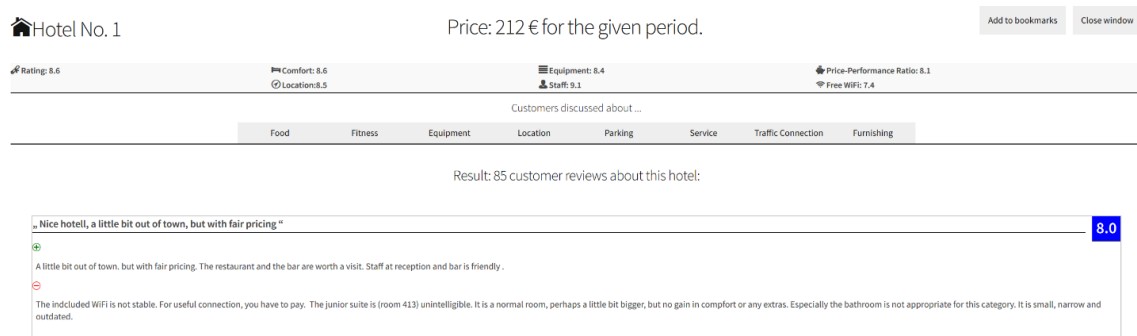 Hotel No. 1
Price: 212 € for the given period.
Add to bookmarks
Close window
Rating: 8.6
Comfort: 8.6
Equipment: 8.4
Price-Performance Ratio: 8.1
Location:8.5
Staff: 9.1
Free WiFi: 7.4
Customers discussed about ...
Food
Fitness
Equipment
Location
Parking
Service
Traffic Connection
Furnishing
Result: 85 customer reviews about this hotel:
„ Nice hotell, a little bit out of town, but with fair pricing “
8.0
A little bit out of town. but with fair pricing. The restaurant and the bar are worth a visit. Staff at reception and bar is friendly .
The indcluded WiFi is not stable. For useful connection, you have to pay. The junior suite is (room 413) unintelligible. It is a normal room, perhaps a little bit bigger, but no gain in compfort or any extras. Especially the bathroom is not appropriate for this category. It is small, narrow and
outdated.